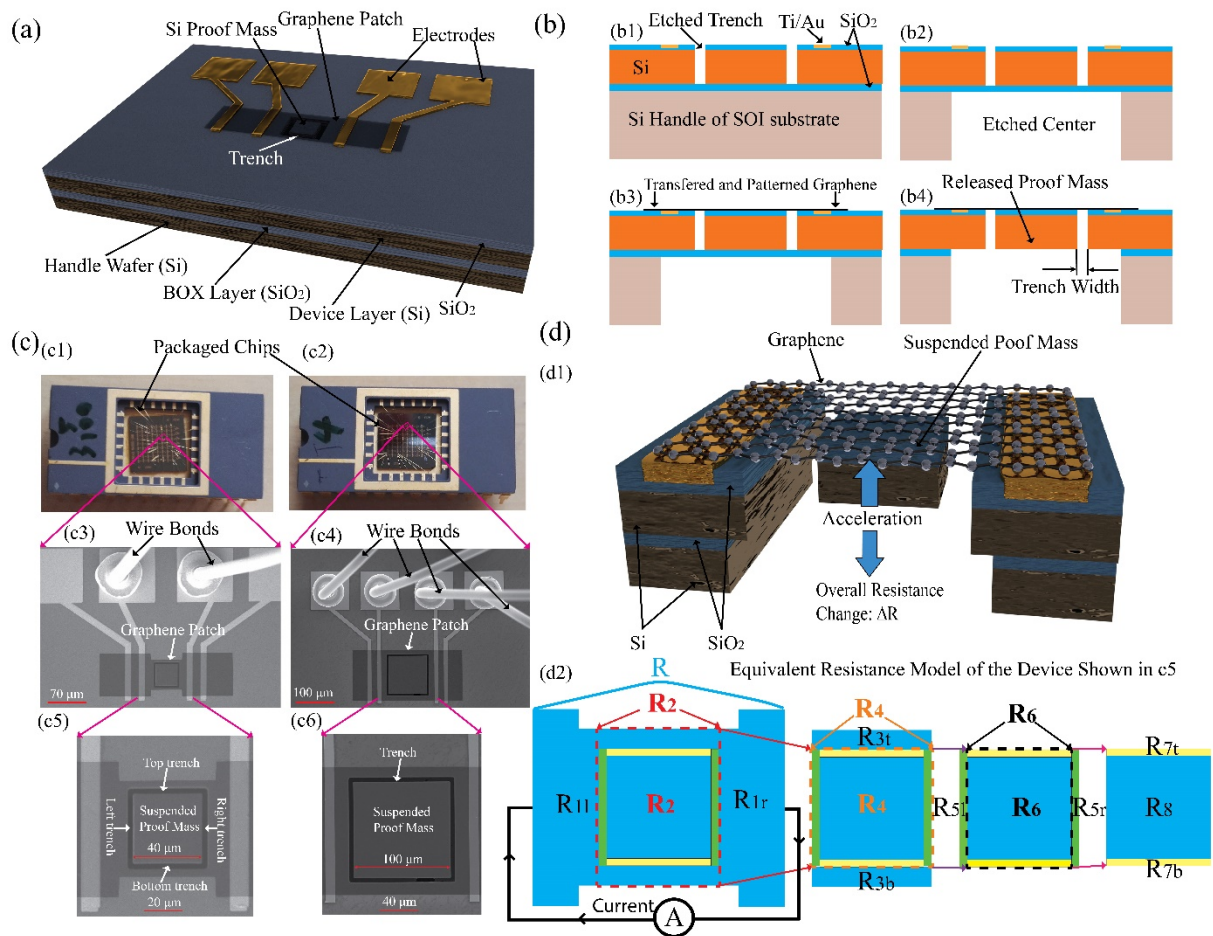 (a)
Si Proof Mass
Graphene Patch
Electrodes
Trench
Handle Wafer (Si)
BOX Layer (SiO₂)
Device Layer (Si)
SiO₂
(b)
(b1)
Etched Trench
Ti/Au
SiO₂
Si
Si Handle of SOI substrate
(b2)
Etched Center
(b3)
Transfered and Patterned Graphene
(b4)
Released Proof Mass
Trench Width
(c)
(c1)
Packaged Chips
(c2)
(c3)
Wire Bonds
Graphene Patch
70 μm
(c4)
Wire Bonds
Graphene Patch
100 μm
(c5)
Top trench
Left trench
Suspended
Proof Mass
40 μm
Right trench
Bottom trench
20 μm
(c6)
Trench
Suspended
Proof Mass
100 μm
40 μm
(d)
(d1)
Graphene
Suspended Poof Mass
Acceleration
Overall Resistance
Change: ΔR
Si
SiO₂
(d2)
Equivalent Resistance Model of the Device Shown in c5
R
R₂
R₄
R₆
R₃t
R₇t
R₁l
R₂
R₁r
R₄
R₅l
R₆
R₅r
R₈
R₃b
R₇b
Current
A